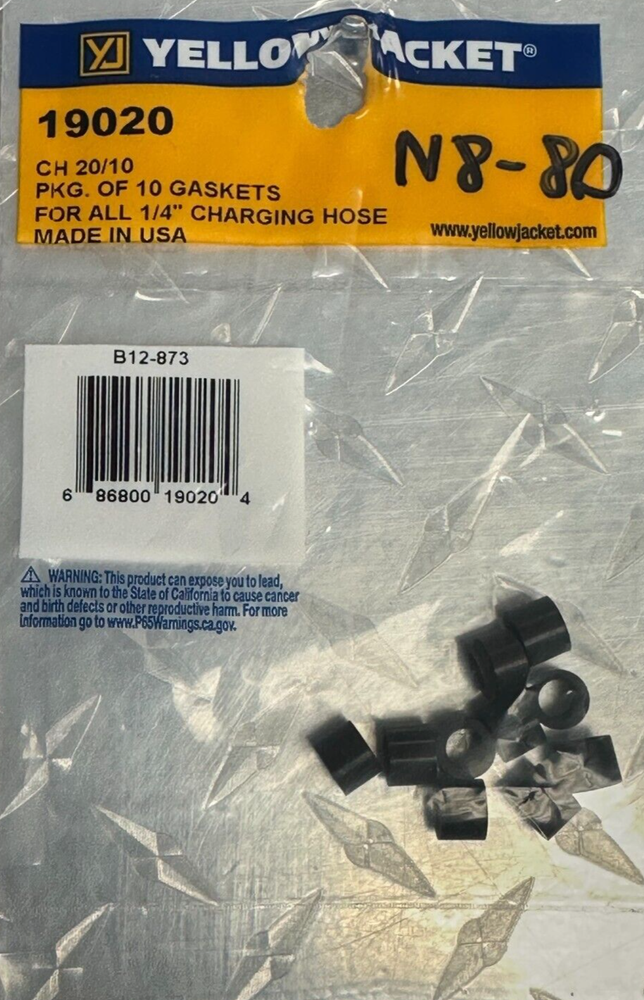 YJ YELLOW JACKET®
19020
N8-80
CH 20/10
PKG. OF 10 GASKETS
FOR ALL 1/4" CHARGING HOSE
MADE IN USA
www.yellowjacket.com
B12-873
6 86800 19020 4
⚠ WARNING: This product can expose you to lead,
which is known to the State of California to cause cancer
and birth defects or other reproductive harm. For more
information go to www.P65Warnings.ca.gov.